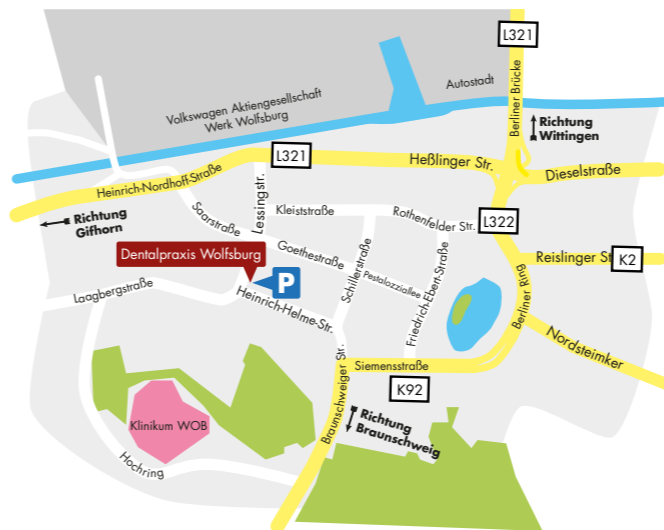 L321
Autostadt
Volkswagen Aktiengesellschaft
Werk Wolfsburg
Berliner Brücke
Richtung
Wittingen
L321
Heßlinger Str.
Dieselstraße
Heinrich-Nordhoff-Straße
Lessingstr.
Kleiststraße
Rothenfelder Str.
L322
Richtung
Gifhorn
Saarstraße
Dentalpraxis Wolfsburg
Goethestraße
Schillerstraße
Pestalozziallee
Friedrich-Ebert-Straße
Reislinger St
K2
P
Laagbergstraße
Heinrich-Helme-Str.
Berliner Ring
Nordsteimker
Siemensstraße
K92
Braunschweiger Str.
Richtung
Braunschweig
Klinikum WOB
Hochring